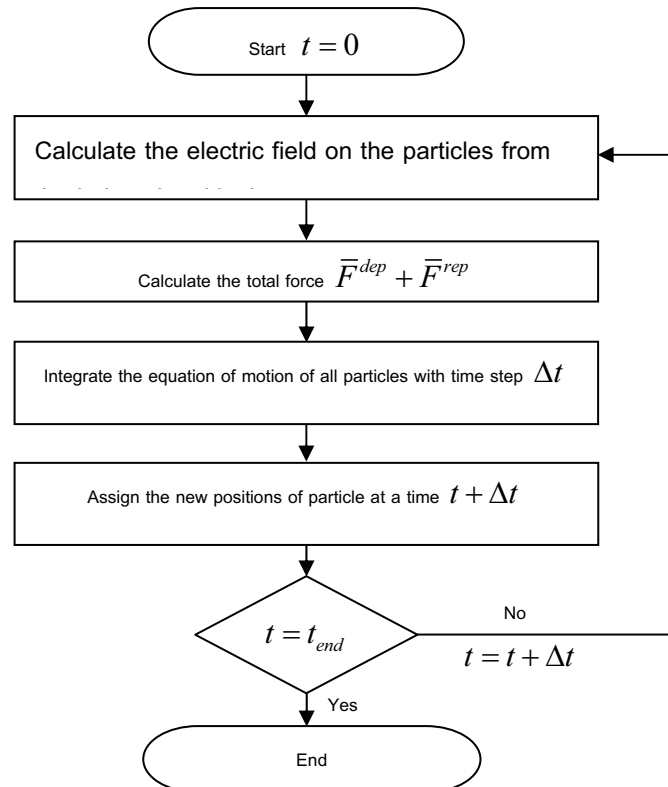 Start t = 0
Calculate the electric field on the particles from
Calculate the total force F̅^{dep} + F̅^{rep}
Integrate the equation of motion of all particles with time step Δt
Assign the new positions of particle at a time t + Δt
t = t_{end}
No
t = t + Δt
Yes
End